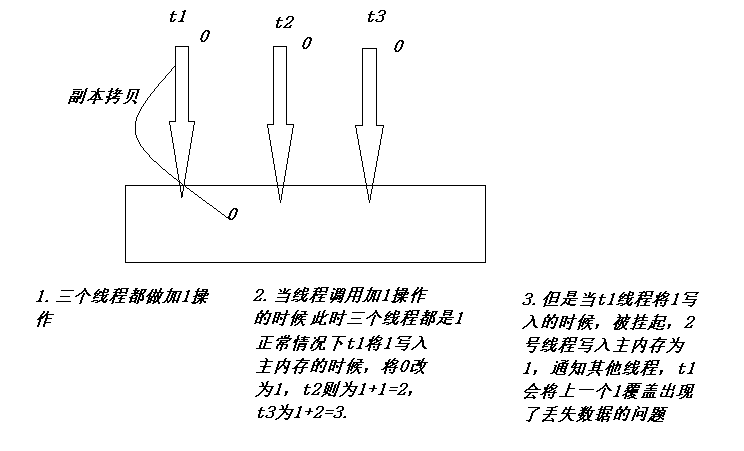 t1
t2
t3
0
0
0
副本拷贝
0
1.三个线程都做加1操
作
2.当线程调用加1操作
的时候 此时三个线程都是1
正常情况下t1将1写入
主内存的时候，将0改
为1，t2则为1+1=2，
t3为1+2=3.
3.但是当t1线程将1写
入的时候，被挂起，2
号线程写入主内存为
1，通知其他线程，t1
会将上一个1覆盖出现
了丢失数据的问题